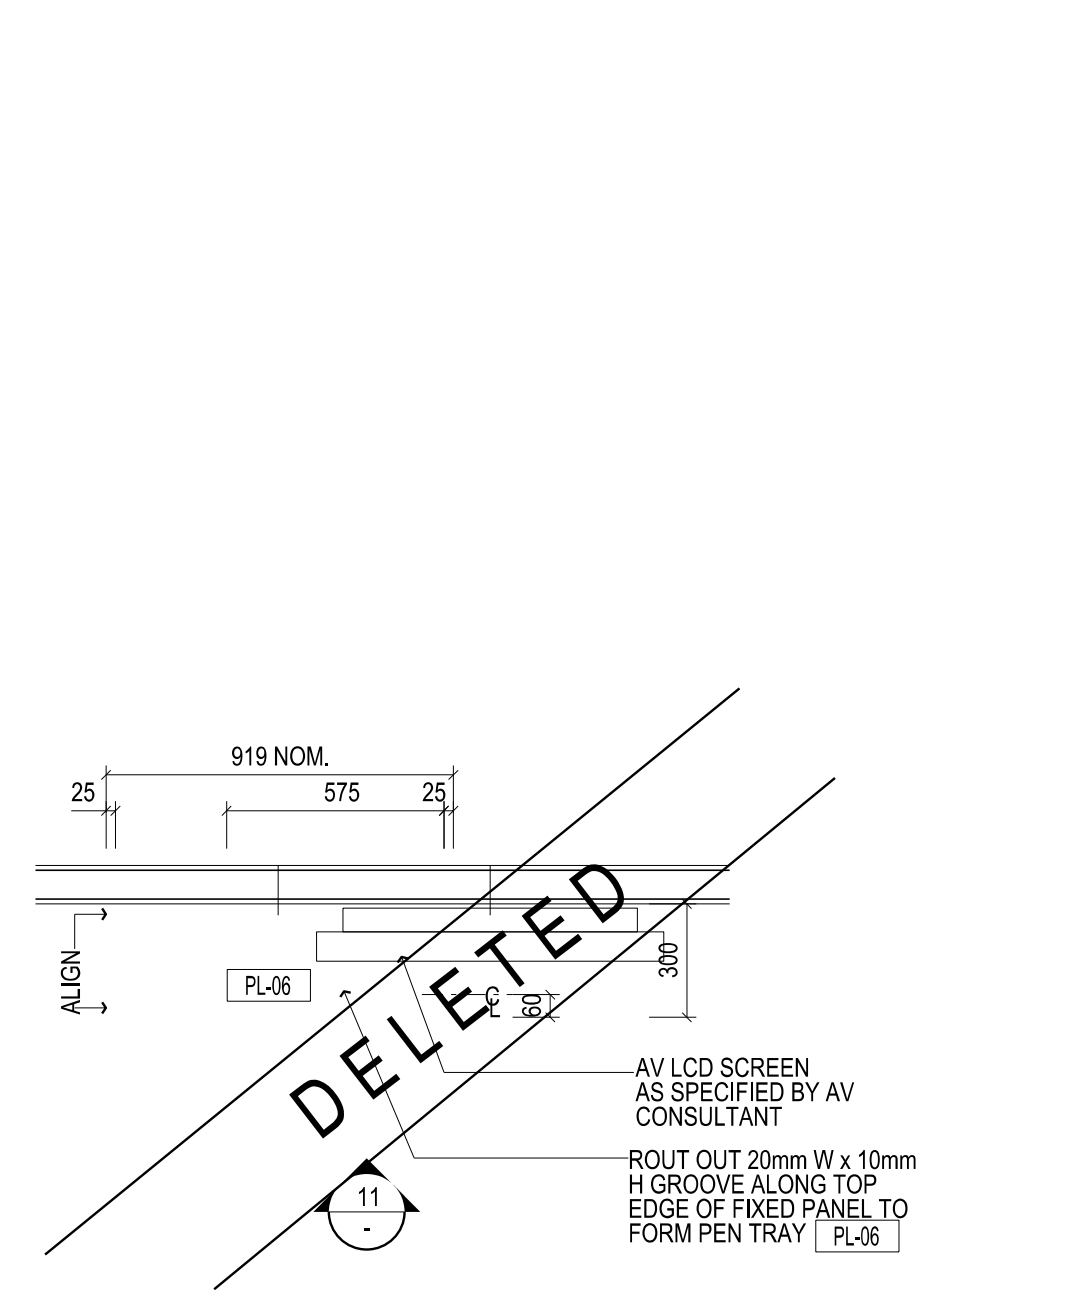 919 NOM.
25
575
25
DELETED
ALIGN
300
PL-06
CL
60
AV LCD SCREEN
AS SPECIFIED BY AV
CONSULTANT
ROUT OUT 20mm W x 10mm
H GROOVE ALONG TOP
EDGE OF FIXED PANEL TO
FORM PEN TRAY PL-06
11
-